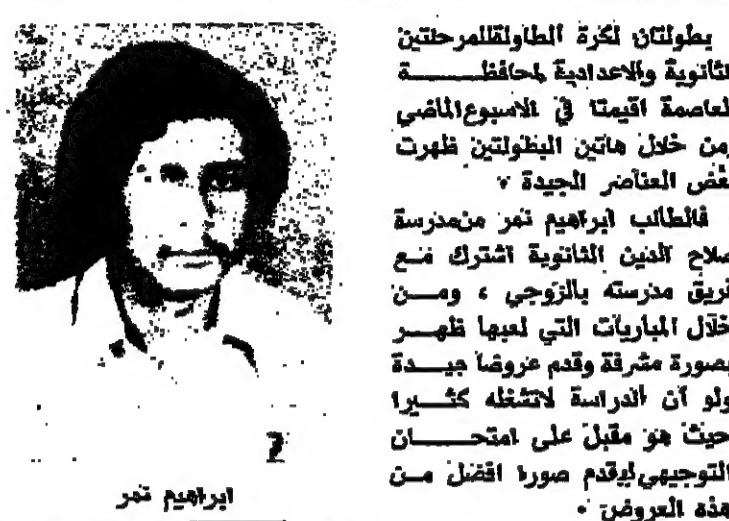 بطولتان لكرة الطاولةللمرحلتين
الثانوية والاعدادية لمحافظة
العاصمة اقيمتا في الاسبوع الماضي
ومن خلال هاتين البطولتين ظهرت
بعض العناصر الجيدة .
فالطالب ابراهيم نمر من مدرسة
صلاح الدين الثانوية اشترك مع
فريق مدرسته بالزوجي ، ومن
خلال المباريات التي لعبها ظهر
بصورة مشرقة وقدم عروضا جيدة
ولو أن الدراسة لاتشغله كثيرا
حيث هو مقبل على امتحان
التوجيهي ليقدم صورا افضل من
هذه العروض .
ابراهيم نمر